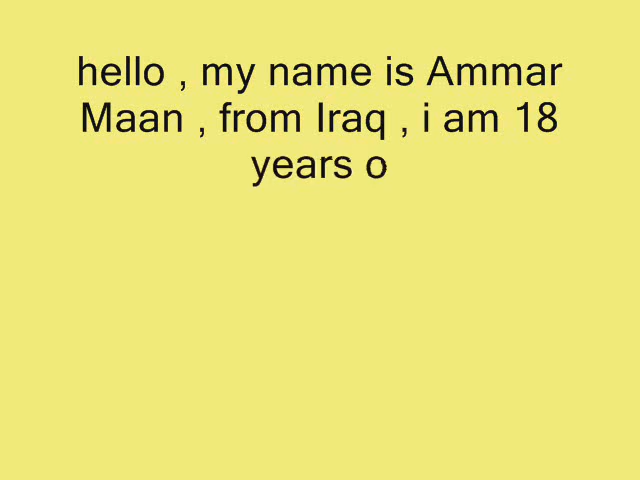 hello , my name is Ammar
Maan , from Iraq , i am 18
years o